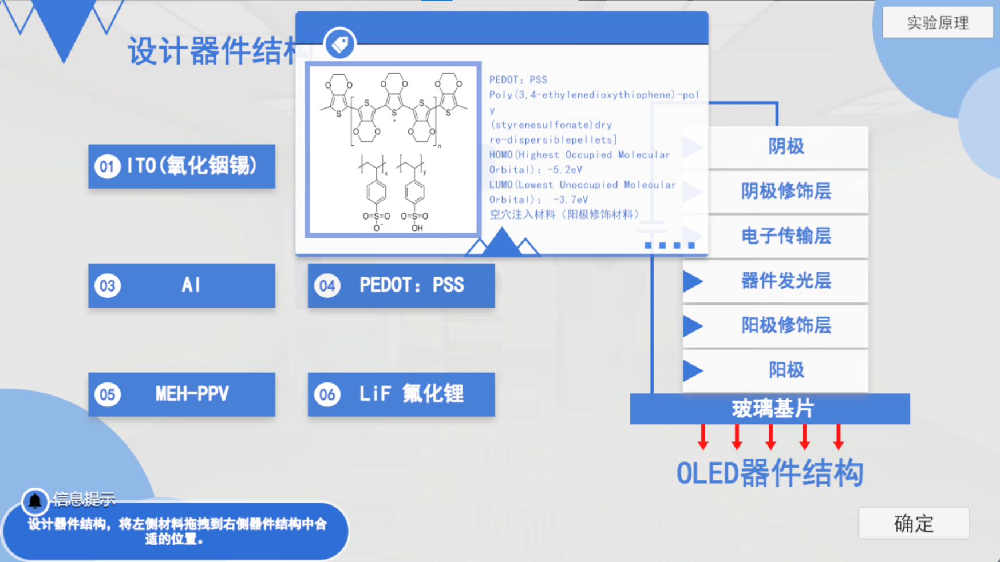 实验原理
设计器件结构
PEDOT：PSS
Poly(3,4-ethylenedioxythiophene)-pol
y
(styrenesulfonate)dry
re-dispersiblepellets]
HOMO(Highest Occupied Molecular
Orbital)：-5.2eV
LUMO(Lowest Unoccupied Molecular
Orbital)： -3.7eV
空穴注入材料（阳极修饰材料）
O O O O O O
S S S S S
+
O O O O
n
x y
O=S=O O=S=O
O⁻ OH
01 ITO(氧化铟锡)
03 Al
04 PEDOT：PSS
05 MEH-PPV
06 LiF 氟化锂
阴极
阴极修饰层
电子传输层
器件发光层
阳极修饰层
阳极
玻璃基片
OLED器件结构
信息提示
设计器件结构，将左侧材料拖拽到右侧器件结构中合
适的位置。
确定